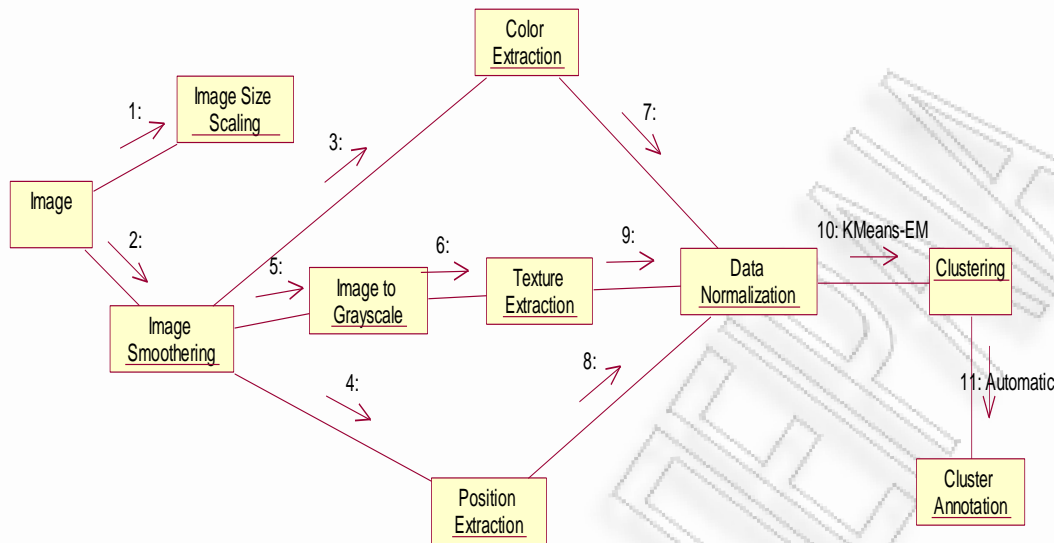 Color
Extraction
1:
Image Size
Scaling
3:
7:
Image
2:
10: KMeans-EM
5:
6:
9:
Image to
Grayscale
Texture
Extraction
Data
Normalization
Clustering
Image
Smoothering
4:
8:
11: Automatic
Position
Extraction
Cluster
Annotation